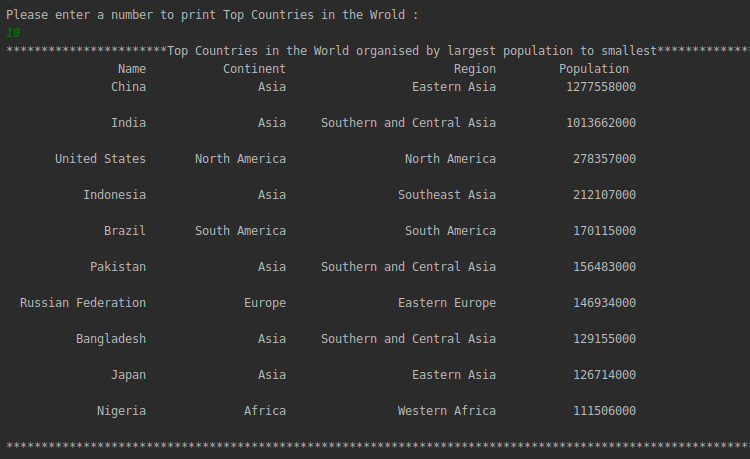 Please enter a number to print Top Countries in the Wrold :
10
***********************Top Countries in the World organised by largest population to smallest*************
Name Continent Region Population
China Asia Eastern Asia 1277558000
India Asia Southern and Central Asia 1013662000
United States North America North America 278357000
Indonesia Asia Southeast Asia 212107000
Brazil South America South America 170115000
Pakistan Asia Southern and Central Asia 156483000
Russian Federation Europe Eastern Europe 146934000
Bangladesh Asia Southern and Central Asia 129155000
Japan Asia Eastern Asia 126714000
Nigeria Africa Western Africa 111506000
**********************************************************************************************************